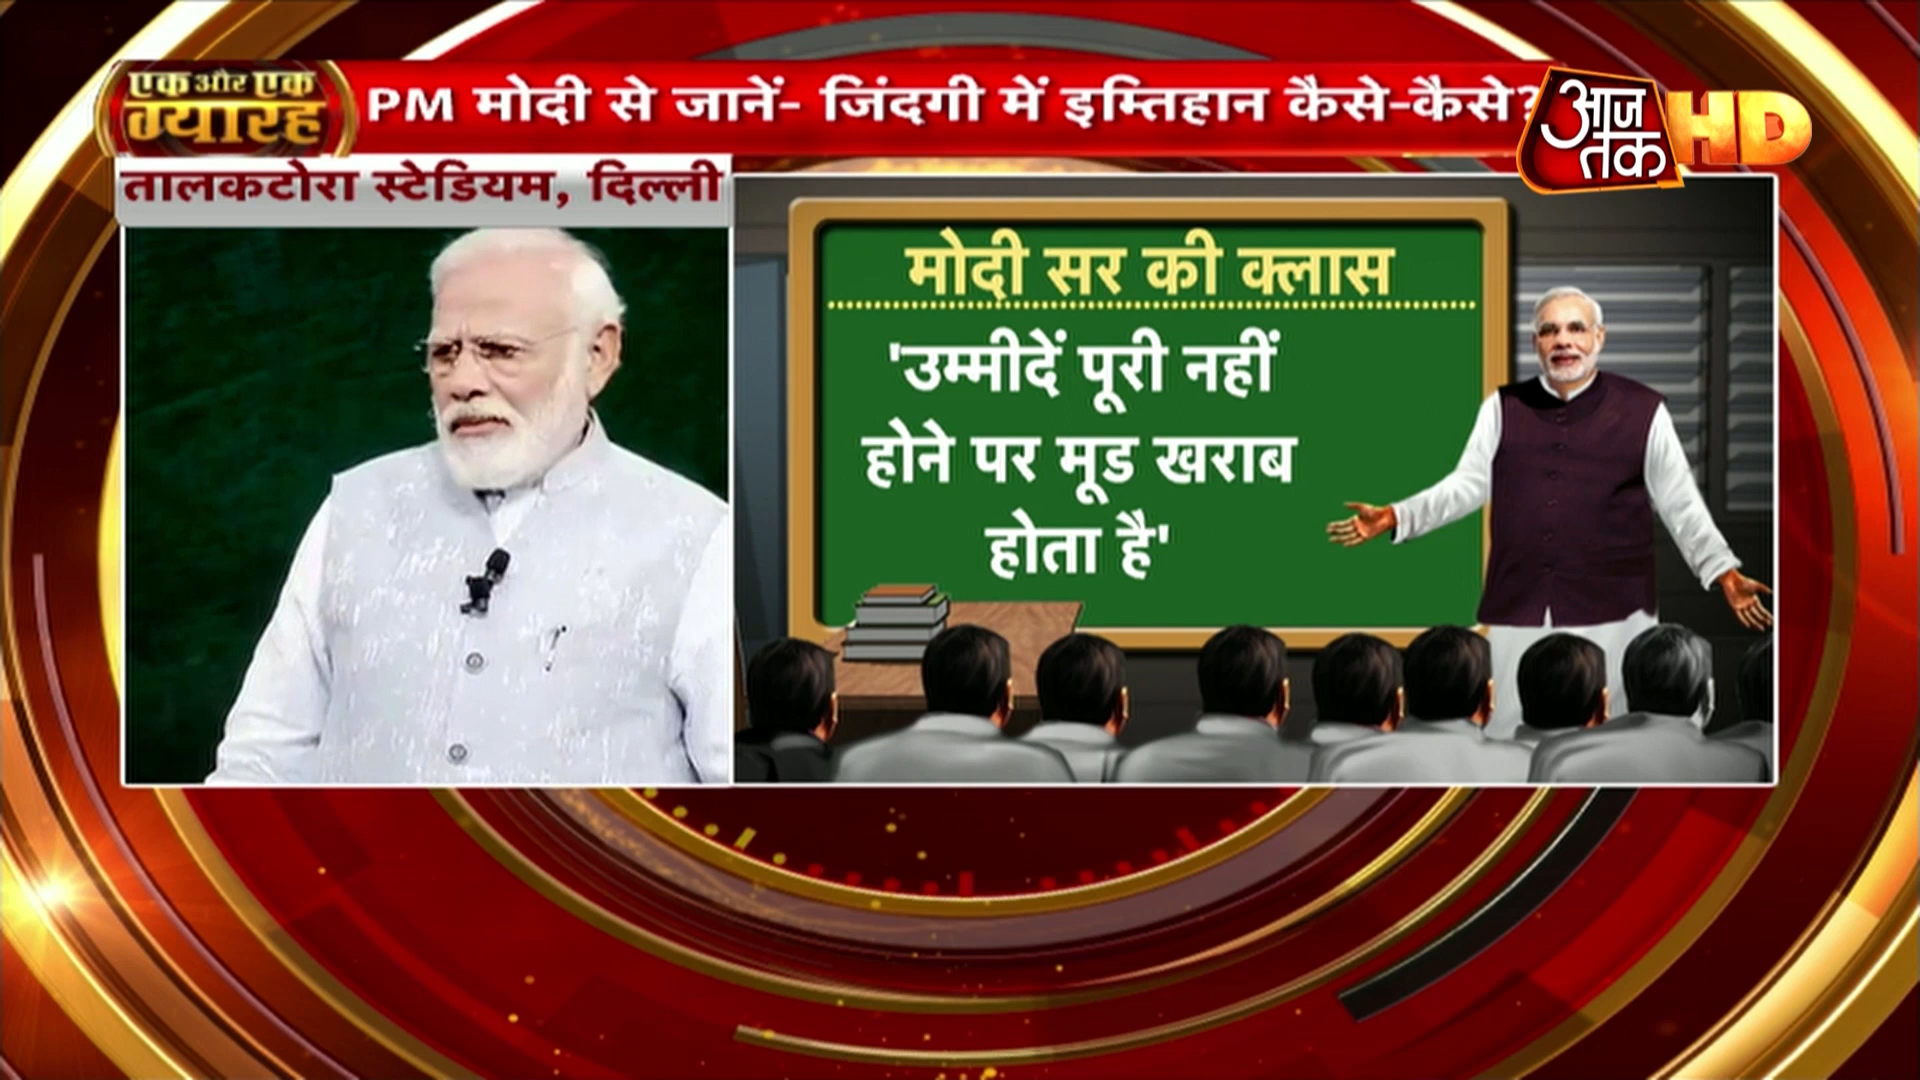 एक और एक
ग्यारह
PM मोदी से जानें- जिंदगी में इम्तिहान कैसे-कैसे?
आज
तक
HD
तालकटोरा स्टेडियम, दिल्ली
मोदी सर की क्लास
'उम्मीदें पूरी नहीं
होने पर मूड खराब
होता है'